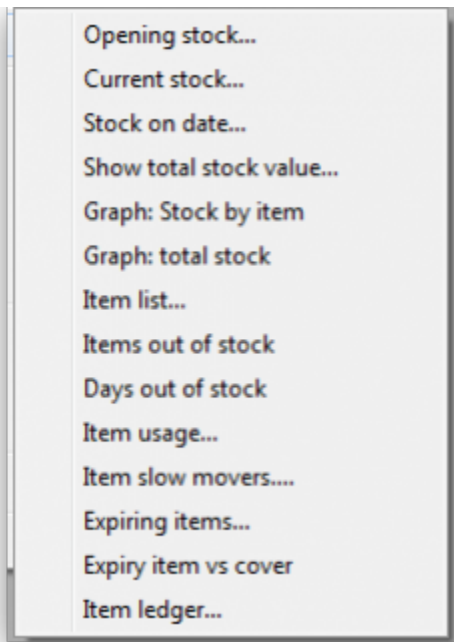 Opening stock...
Current stock...
Stock on date...
Show total stock value...
Graph: Stock by item
Graph: total stock
Item list...
Items out of stock
Days out of stock
Item usage...
Item slow movers....
Expiring items...
Expiry item vs cover
Item ledger...